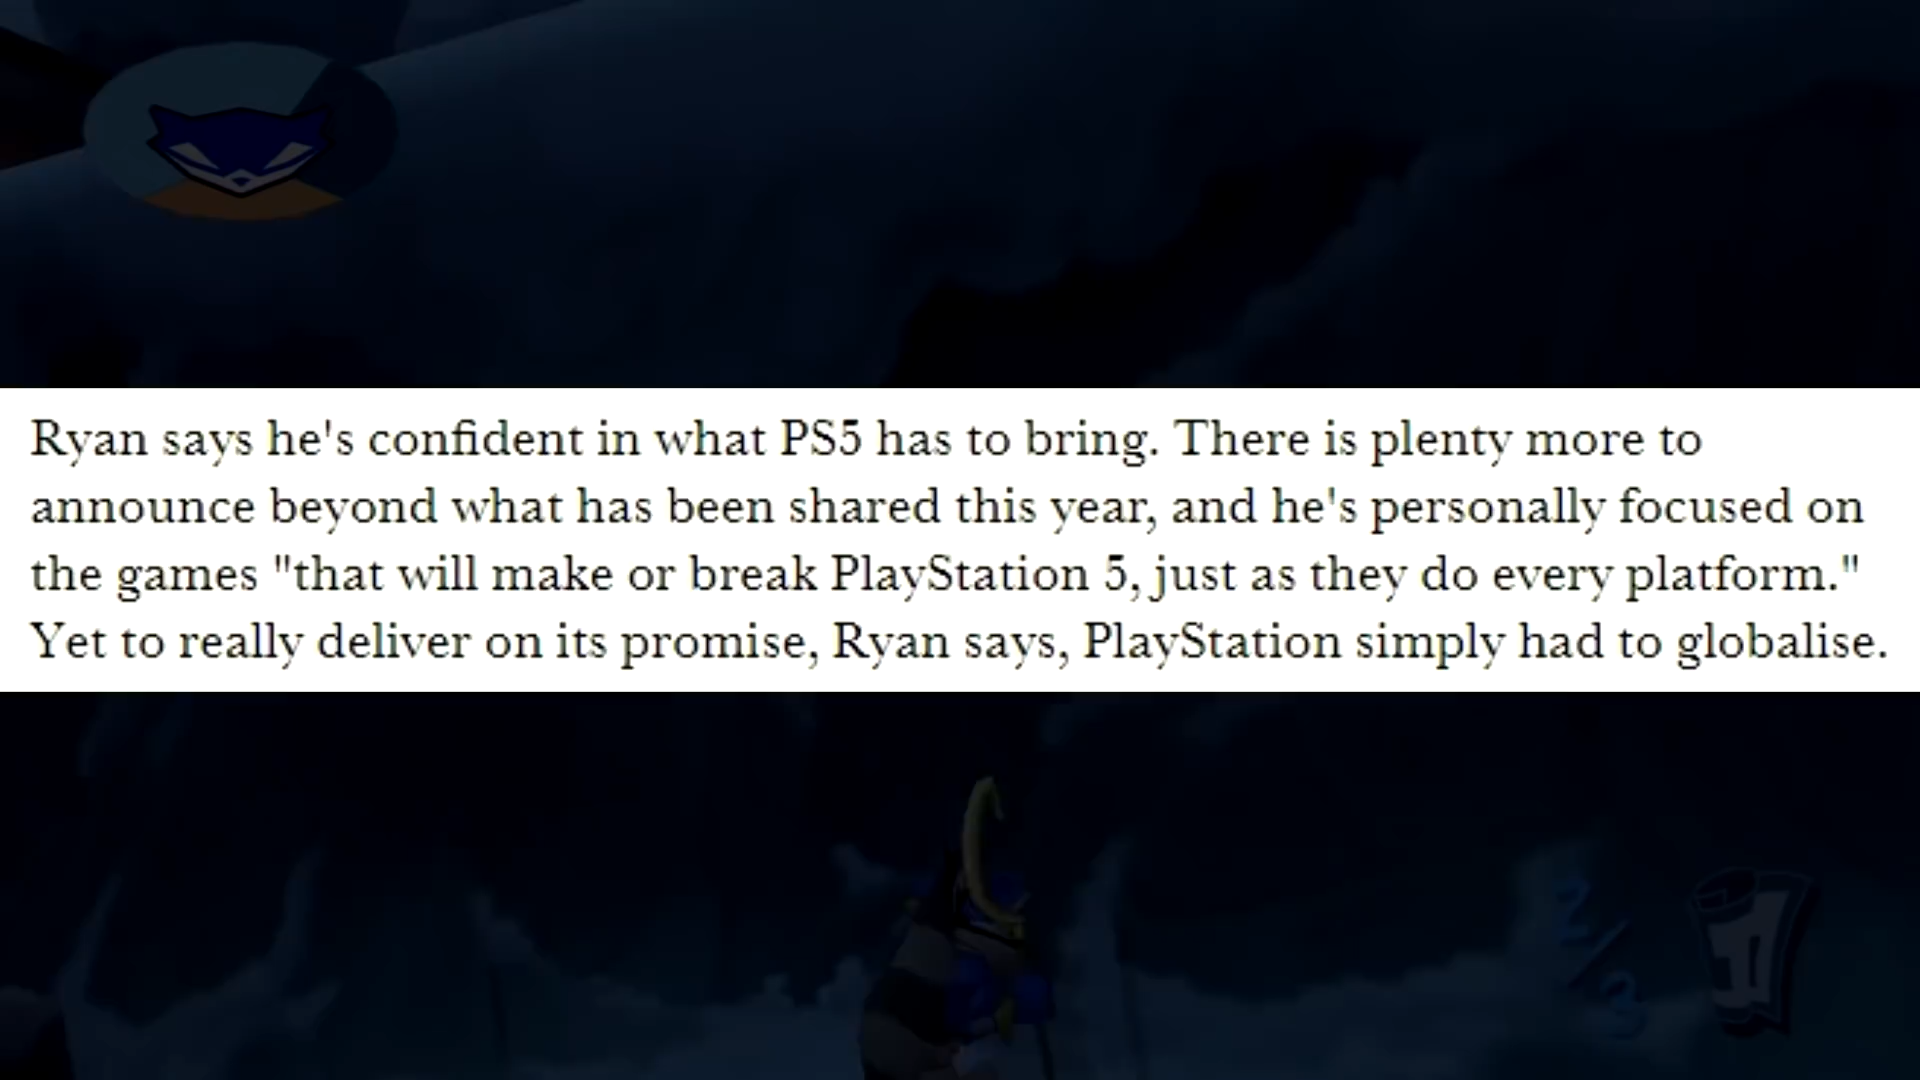 Ryan says he's confident in what PS5 has to bring. There is plenty more to
announce beyond what has been shared this year, and he's personally focused on
the games "that will make or break PlayStation 5, just as they do every platform."
Yet to really deliver on its promise, Ryan says, PlayStation simply had to globalise.
2/3